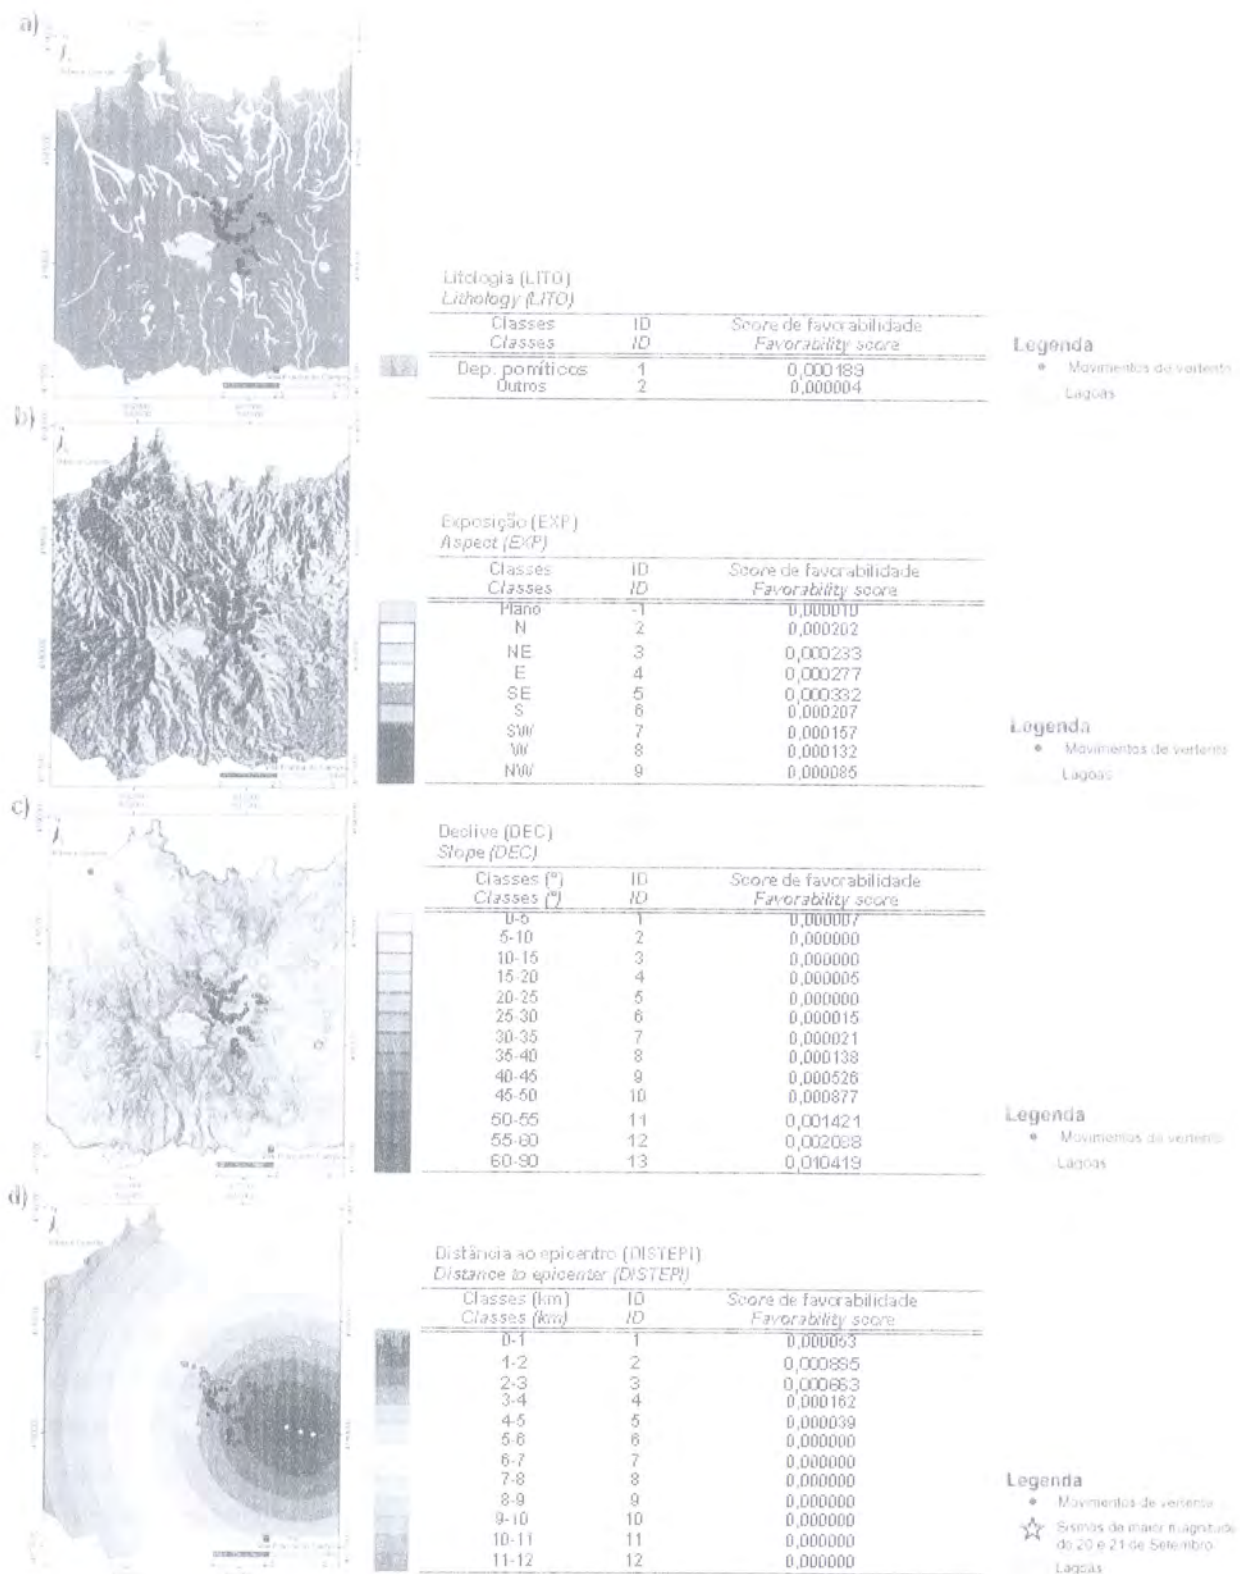 a)
Litologia (LITO)
Lithology (LITO)
Classes ID Score de favorabilidade
Classes ID Favorability score
Dep. pomíticos 1 0,000189
Outros 2 0,000004
Legenda
Movimentos de vertente
Lagoas
b)
Exposição (EXP)
Aspect (EXP)
Classes ID Score de favorabilidade
Classes ID Favorability score
Plano -1 0,000010
N 2 0,000202
NE 3 0,000233
E 4 0,000277
SE 5 0,000332
S 6 0,000207
SW 7 0,000157
W 8 0,000132
NW 9 0,000085
Legenda
Movimentos de vertente
Lagoas
c)
Declive (DEC)
Slope (DEC)
Classes (º) ID Score de favorabilidade
Classes (º) ID Favorability score
0-5 1 0,000007
5-10 2 0,000000
10-15 3 0,000000
15-20 4 0,000005
20-25 5 0,000000
25-30 6 0,000015
30-35 7 0,000021
35-40 8 0,000138
40-45 9 0,000526
45-50 10 0,000877
50-55 11 0,001421
55-60 12
60-90 13 0,010419
Legenda
Movimentos de vertente
Lagoas
d)
Distância ao epicentro (DISTEPI)
Distance to epicenter (DISTEPI)
Classes (km) ID Score de favorabilidade
Classes (km) ID Favorability score
0-1 1 0,000053
1-2 2 0,000895
2-3 3 0,000663
3-4 4 0,000162
4-5 5 0,000039
5-6 6 0,000000
6-7 7 0,000000
7-8 8 0,000000
8-9 9 0,000000
9-10 10 0,000000
10-11 11 0,000000
11-12 12 0,000000
Legenda
Movimentos de vertente
Sismos de maior magnitude
de 20 e 21 de Setembro
Lagoas